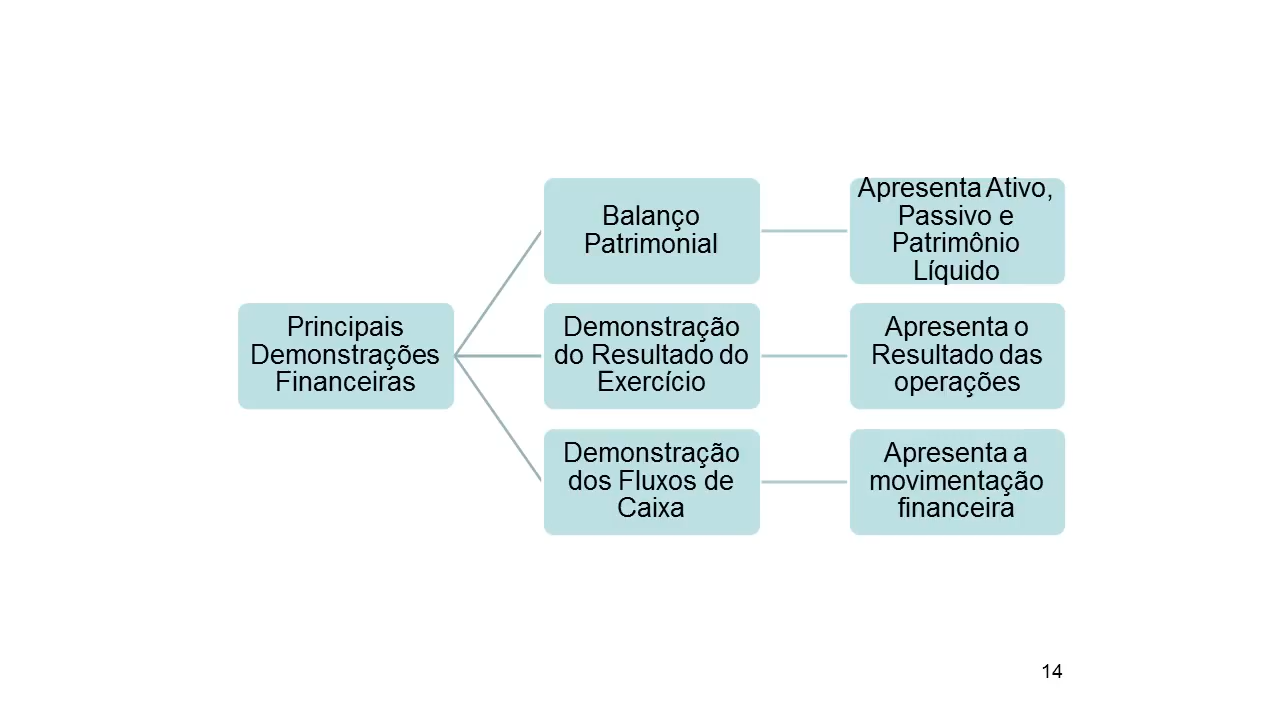 Principais
Demonstrações
Financeiras
Balanço
Patrimonial
Apresenta Ativo,
Passivo e
Patrimônio
Líquido
Demonstração
do Resultado do
Exercício
Apresenta o
Resultado das
operações
Demonstração
dos Fluxos de
Caixa
Apresenta a
movimentação
financeira
14